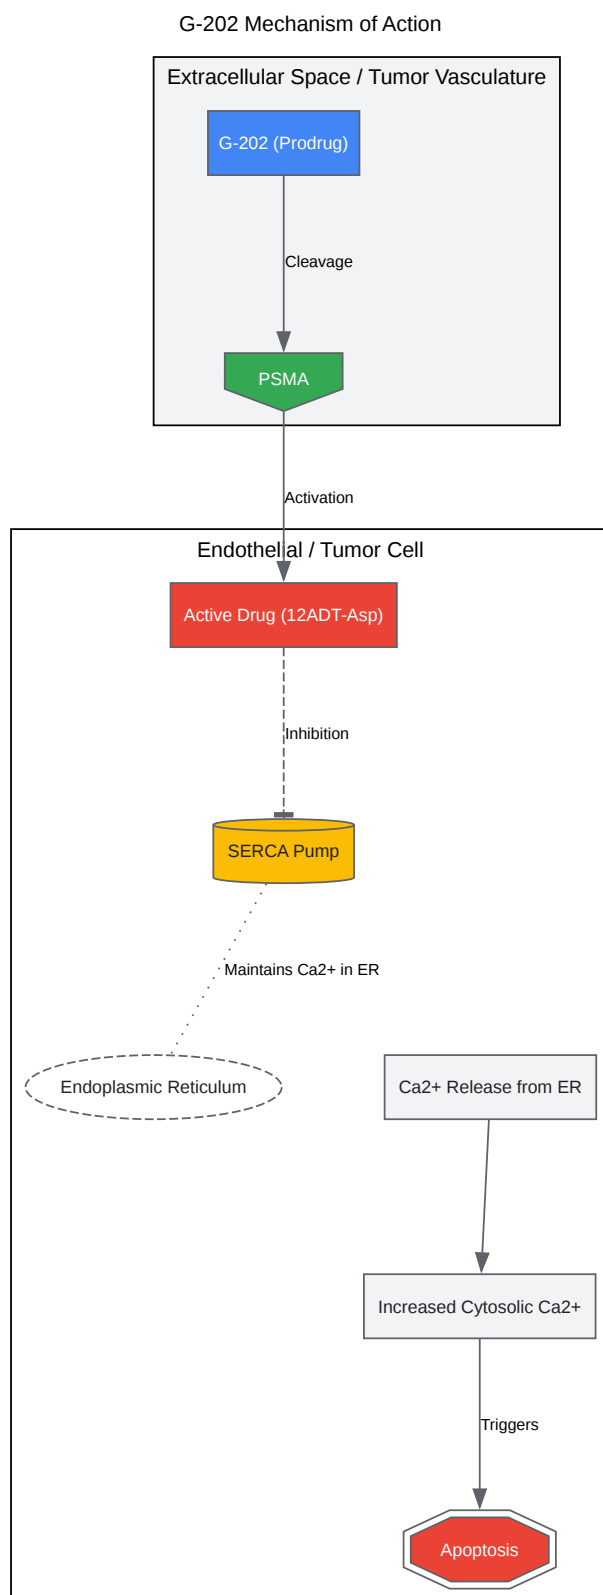 G-202 Mechanism of Action
Extracellular Space / Tumor Vasculature
G-202 (Prodrug)
Cleavage
PSMA
Activation
Endothelial / Tumor Cell
Active Drug (12ADT-Asp)
Inhibition
SERCA Pump
Maintains Ca2+ in ER
Endoplasmic Reticulum
Ca2+ Release from ER
Increased Cytosolic Ca2+
Triggers
Apoptosis